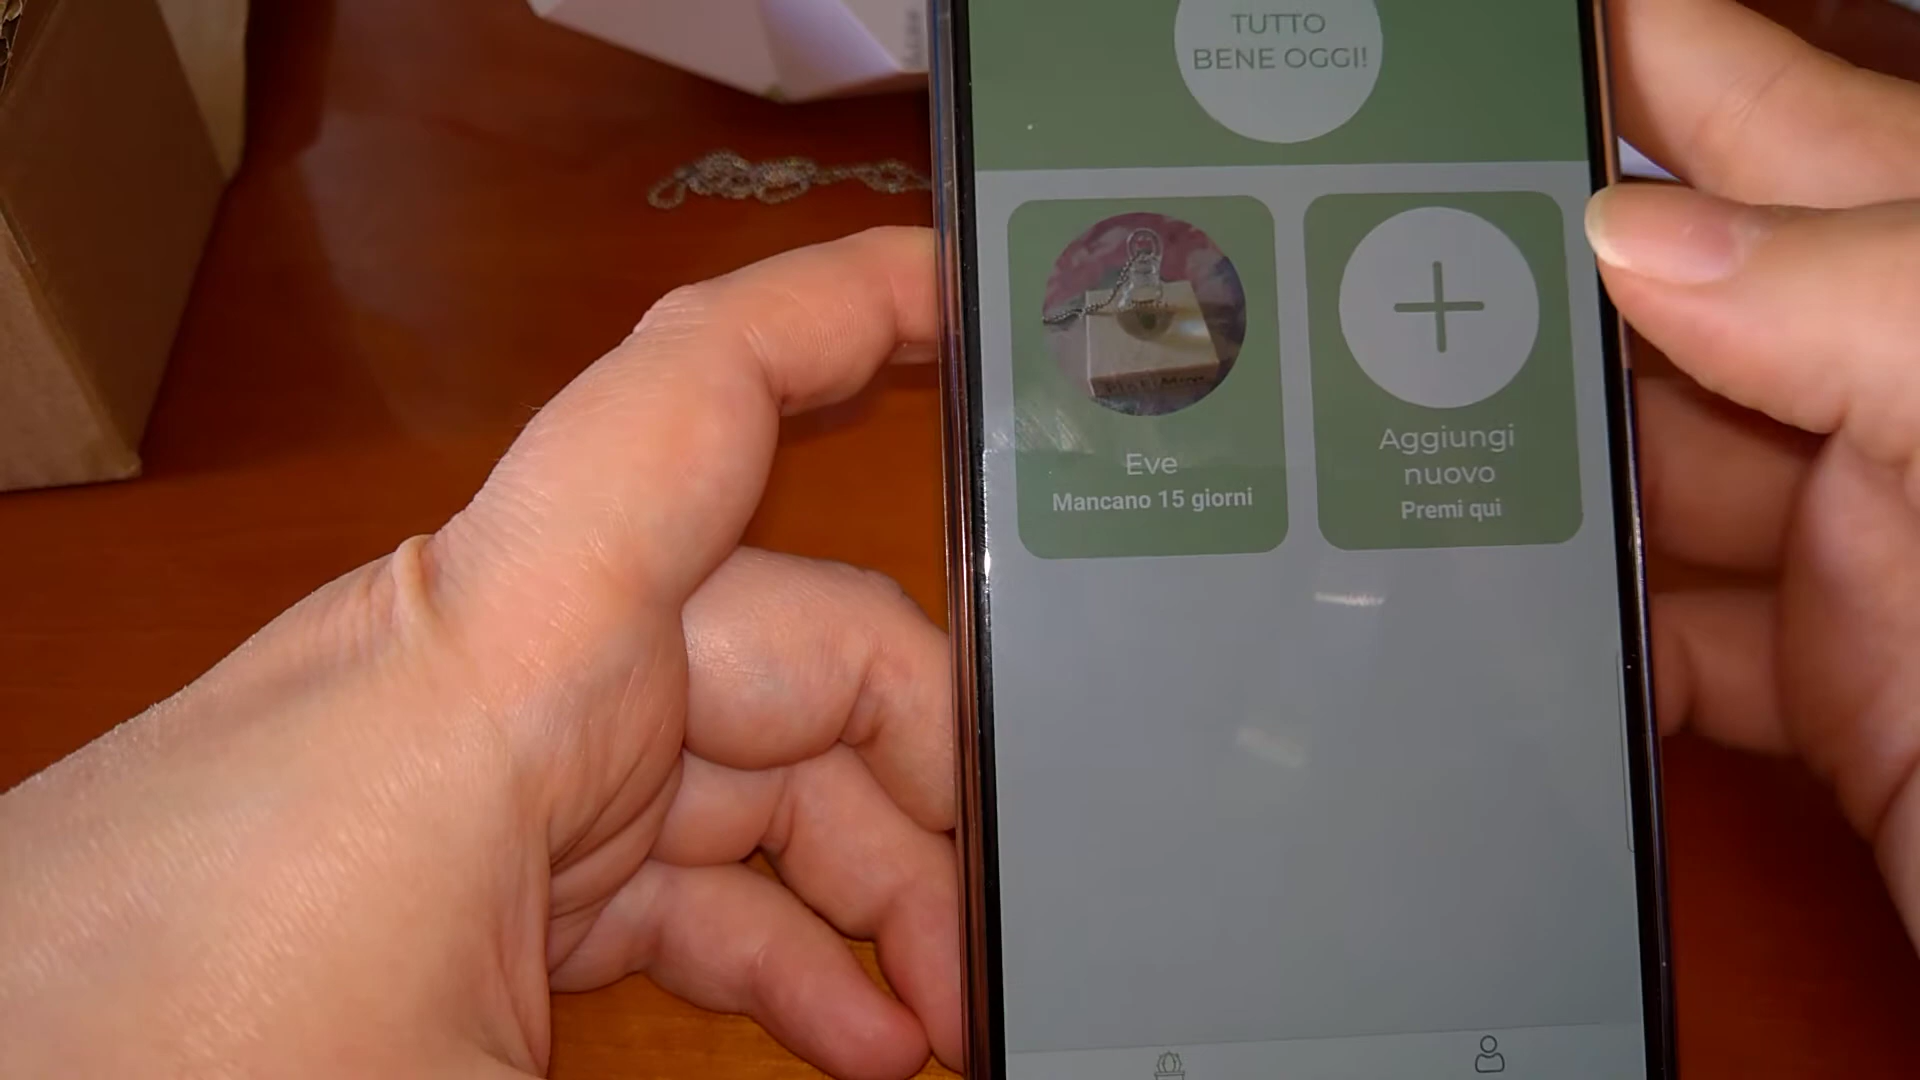 TUTTO
BENE OGGI!
Eve
Mancano 15 giorni
Aggiungi
nuovo
Premi qui